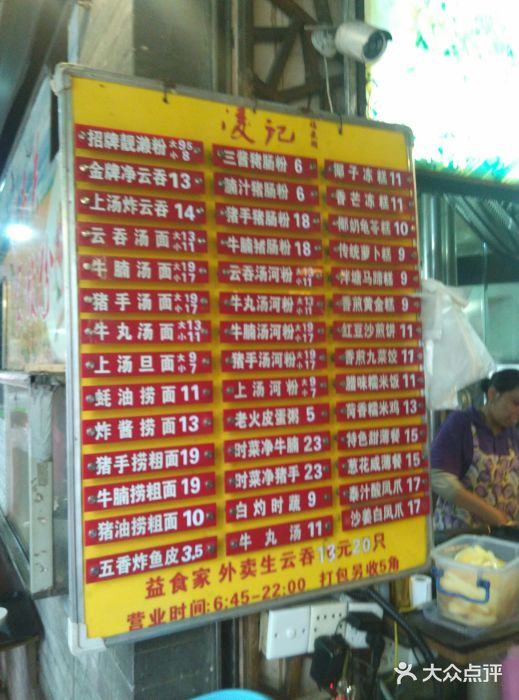 凌记
招牌靓濑粉 大95 小8
金牌净云吞 13
上汤炸云吞 14
云吞汤面 大13 小11
牛腩汤面 大19 小17
猪手汤面 大19 小17
牛丸汤面 大13 小11
上汤旦面 大9 小7
蚝油捞面 11
炸酱捞面 13
猪手捞粗面 19
牛腩捞粗面 19
猪油捞粗面 10
五香炸鱼皮 3.5
三酱猪肠粉 6
腩汁猪肠粉 6
猪手猪肠粉 18
牛腩猪肠粉 18
云吞汤河粉 大13 小11
牛丸汤河粉 大13 小11
牛腩汤河粉 大19 小17
猪手汤河粉 大19 小17
上汤河粉 大9 小7
老火皮蛋粥 5
时菜净牛腩 23
时菜净猪手 23
白灼时蔬 9
牛丸汤 11
椰子冻糕 11
香芒冻糕 11
椰奶龟苓糕 10
传统萝卜糕 9
泮塘马蹄糕 9
香煎黄金糕 9
红豆沙煎饼 11
香煎九菜饺 11
腊味糯米饭 11
荷香糯米鸡 13
特色甜薄餐 15
葱花咸薄餐 15
泰汁酸凤爪 17
沙姜白凤爪 17
益食家 外卖生云吞13元20只
营业时间:6:45-22:00 打包另收5角
大众点评